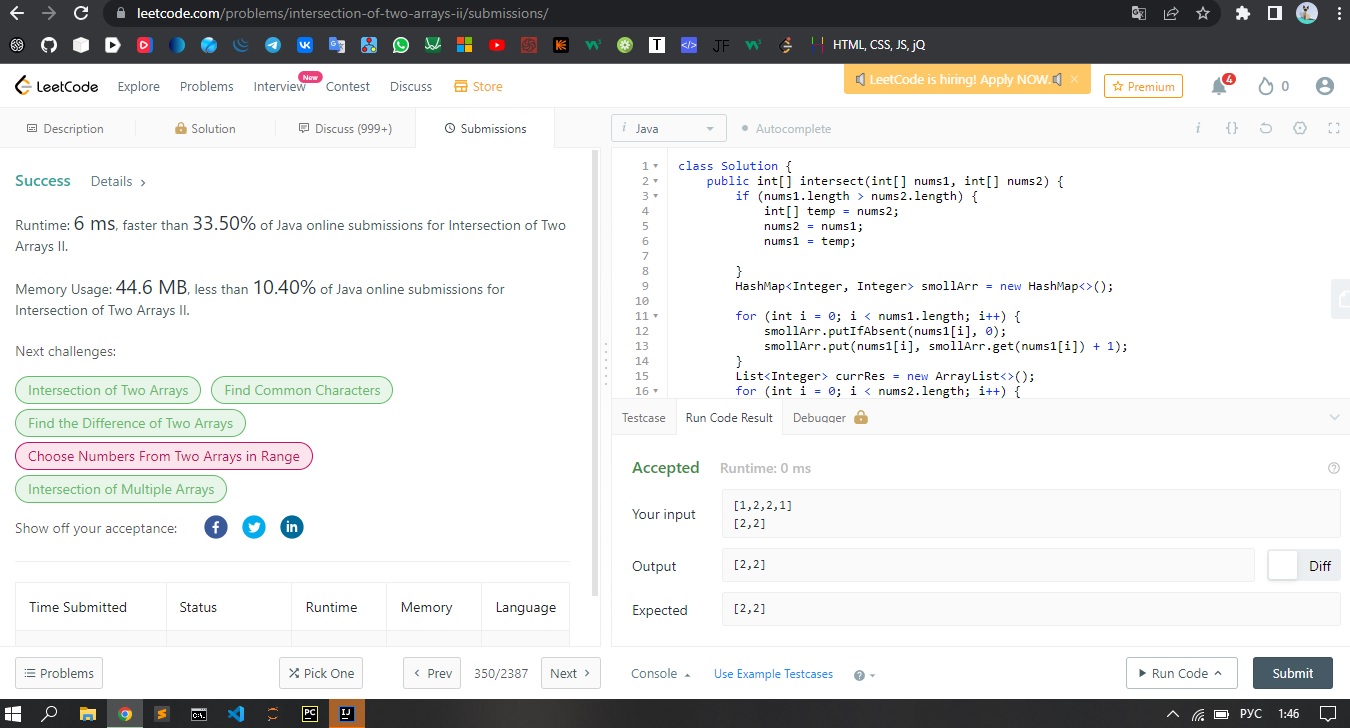 leetcode.com/problems/intersection-of-two-arrays-ii/submissions/
HTML, CSS, JS, jQ
LeetCode
Explore
Problems
Interview
New
Contest
Discuss
Store
LeetCode is hiring! Apply NOW.
Premium
4
0
Description
Solution
Discuss (999+)
Submissions
i Java
Autocomplete
Success
Details
Runtime: 6 ms, faster than 33.50% of Java online submissions for Intersection of Two
Arrays II.
Memory Usage: 44.6 MB, less than 10.40% of Java online submissions for
Intersection of Two Arrays II.
Next challenges:
Intersection of Two Arrays
Find Common Characters
Find the Difference of Two Arrays
Choose Numbers From Two Arrays in Range
Intersection of Multiple Arrays
Show off your acceptance:
Time Submitted
Status
Runtime
Memory
Language
Problems
Pick One
Prev
350/2387
Next
1 class Solution {
2 public int[] intersect(int[] nums1, int[] nums2) {
3 if (nums1.length > nums2.length) {
4 int[] temp = nums2;
5 nums2 = nums1;
6 nums1 = temp;
7
8 }
9 HashMap<Integer, Integer> smollArr = new HashMap<>();
10
11 for (int i = 0; i < nums1.length; i++) {
12 smollArr.putIfAbsent(nums1[i], 0);
13 smollArr.put(nums1[i], smollArr.get(nums1[i]) + 1);
14 }
15 List<Integer> currRes = new ArrayList<>();
16 for (int i = 0; i < nums2.length; i++) {
Testcase
Run Code Result
Debugger
Accepted
Runtime: 0 ms
Your input
[1,2,2,1]
[2,2]
Output
[2,2]
Diff
Expected
[2,2]
Console
Use Example Testcases
Run Code
Submit
РУС
1:46